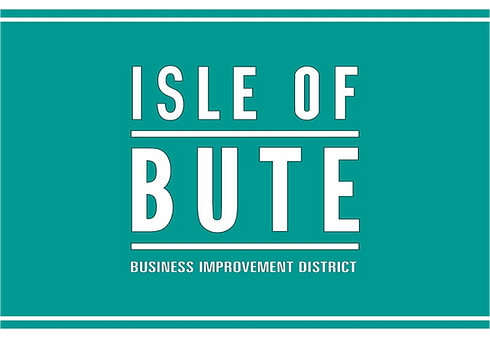 ISLE OF
BUTE
BUSINESS IMPROVEMENT DISTRICT